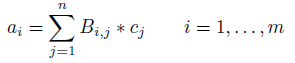 a_i = \sum_{j=1}^{n} B_{i,j} * c_j \qquad i = 1, \ldots, m